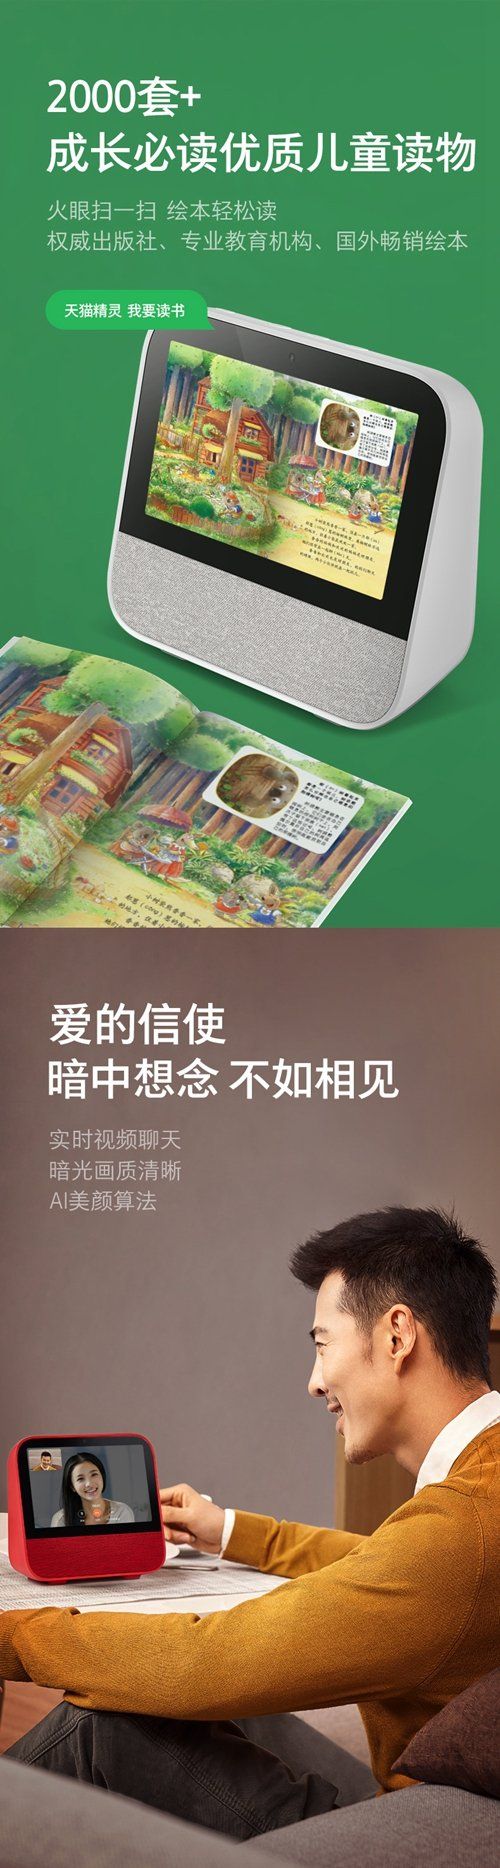 2000套+
成长必读优质儿童读物
火眼扫一扫 绘本轻松读
权威出版社、专业教育机构、国外畅销绘本
天猫精灵 我要读书
爱的信使
暗中想念 不如相见
实时视频聊天
暗光画质清晰
AI美颜算法